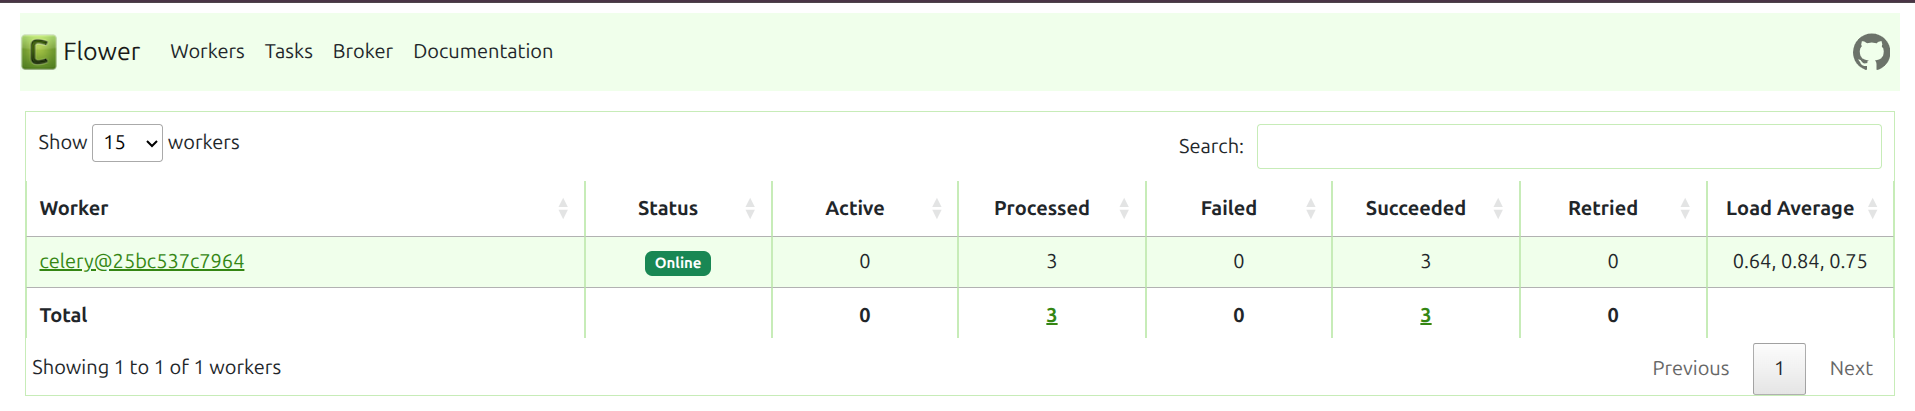 C Flower Workers Tasks Broker Documentation
Show 15 workers Search:
Worker Status Active Processed Failed Succeeded Retried Load Average
celery@25bc537c7964 Online 0 3 0 3 0 0.64, 0.84, 0.75
Total 0 3 0 3 0
Showing 1 to 1 of 1 workers Previous 1 Next